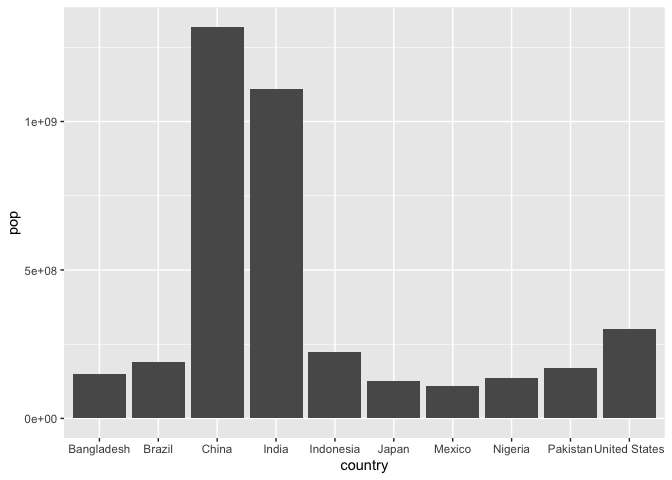 pop
1e+09
5e+08
0e+00
Bangladesh Brazil China India Indonesia Japan Mexico Nigeria Pakistan United States
country